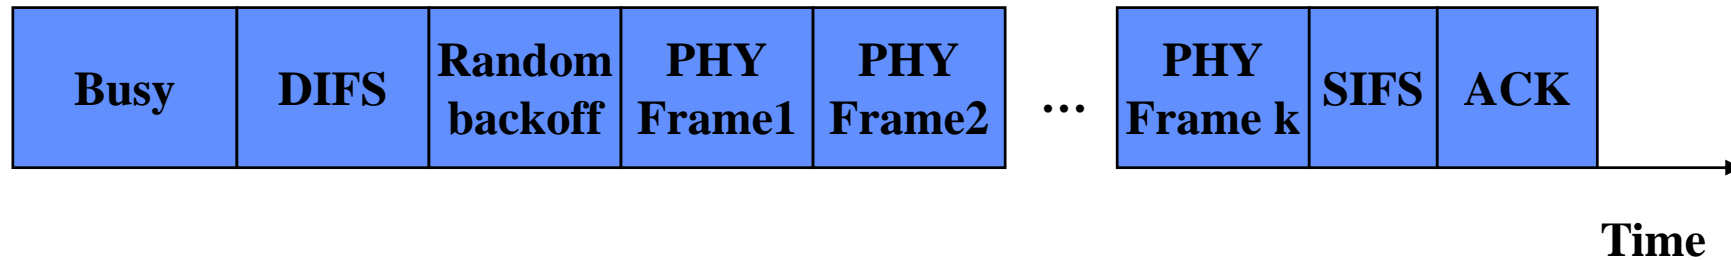 Busy
DIFS
Random
backoff
PHY
Frame1
PHY
Frame2
...
PHY
Frame k
SIFS
ACK
Time